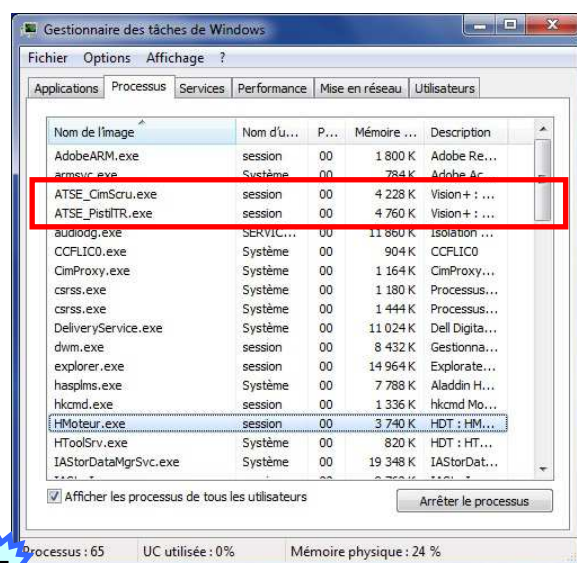 Gestionnaire des tâches de Windows
Fichier Options Affichage ?
Applications Processus Services Performance Mise en réseau Utilisateurs
Nom de l'image Nom d'u... P... Mémoire ... Description
AdobeARM.exe session 00 1 800 K Adobe Re...
armsvc.exe Système 00 784 K Adobe Ac...
ATSE_CimScru.exe session 00 4 228 K Vision+ : ...
ATSE_PistilTR.exe session 00 4 760 K Vision+ : ...
audiodg.exe SERVIC... 00 11 860 K Isolation ...
CCFLIC0.exe Système 00 904 K CCFLIC0
CimProxy.exe Système 00 1 164 K CimProxy...
csrss.exe Système 00 1 180 K Processus...
csrss.exe Système 00 1 444 K Processus...
DeliveryService.exe Système 00 11 024 K Dell Digita...
dwm.exe session 00 8 432 K Gestionna...
explorer.exe session 00 14 964 K Explorate...
hasplms.exe Système 00 7 788 K Aladdin H...
hkcmd.exe session 00 1 336 K hkcmd Mo...
HMoteur.exe session 00 3 740 K HDT : HM...
HToolSrv.exe Système 00 820 K HDT : HT...
IAStorDataMgrSvc.exe Système 00 19 348 K IAStorDat...
Afficher les processus de tous les utilisateurs
Arrêter le processus
Processus : 65 UC utilisée : 0% Mémoire physique : 24 %